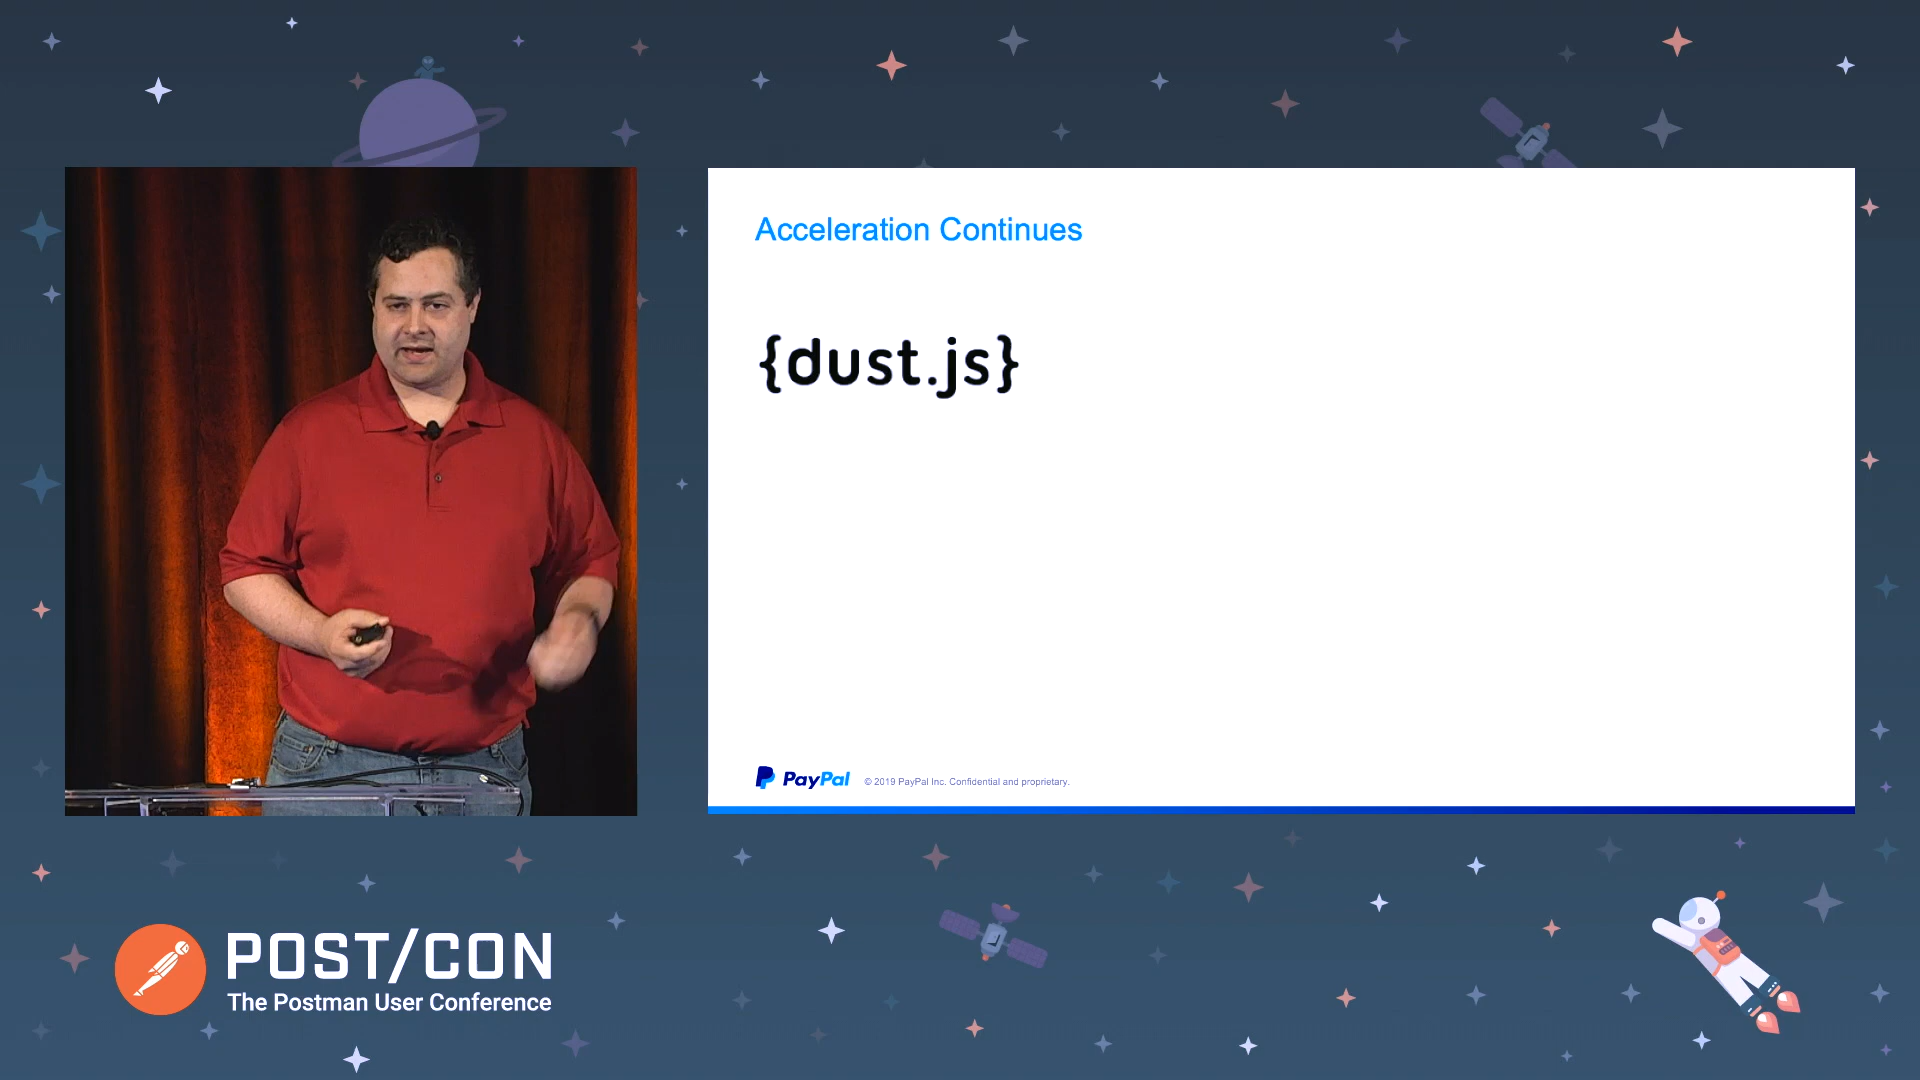 Acceleration Continues
{dust.js}
PayPal © 2019 PayPal Inc. Confidential and proprietary.
POST/CON
The Postman User Conference